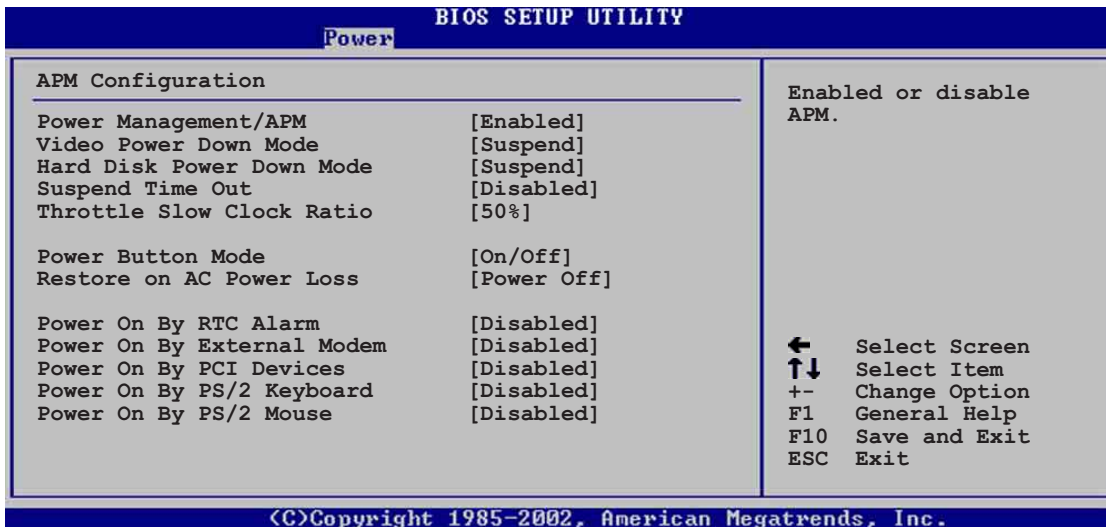 BIOS SETUP UTILITY
Power
APM Configuration
Power Management/APM [Enabled]
Video Power Down Mode [Suspend]
Hard Disk Power Down Mode [Suspend]
Suspend Time Out [Disabled]
Throttle Slow Clock Ratio [50%]
Power Button Mode [On/Off]
Restore on AC Power Loss [Power Off]
Power On By RTC Alarm [Disabled]
Power On By External Modem [Disabled]
Power On By PCI Devices [Disabled]
Power On By PS/2 Keyboard [Disabled]
Power On By PS/2 Mouse [Disabled]
Enabled or disable
APM.
← Select Screen
↑↓ Select Item
+- Change Option
F1 General Help
F10 Save and Exit
ESC Exit
(C)Copyright 1985-2002, American Megatrends, Inc.